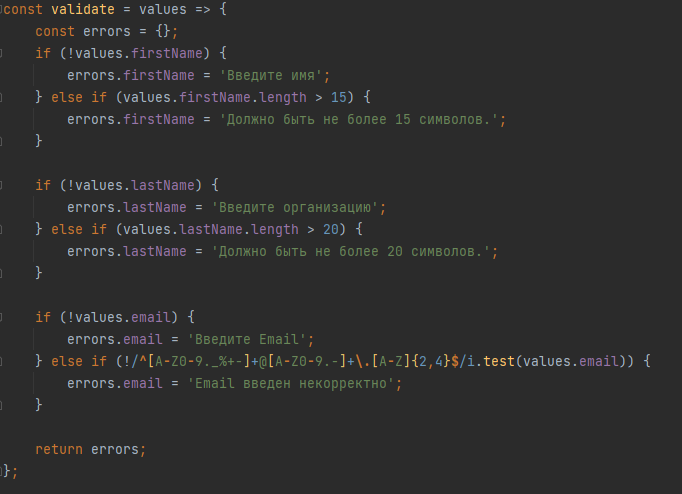 const validate = values => {
    const errors = {};
    if (!values.firstName) {
        errors.firstName = 'Введите имя';
    } else if (values.firstName.length > 15) {
        errors.firstName = 'Должно быть не более 15 символов.';
    }

    if (!values.lastName) {
        errors.lastName = 'Введите организацию';
    } else if (values.lastName.length > 20) {
        errors.lastName = 'Должно быть не более 20 символов.';
    }

    if (!values.email) {
        errors.email = 'Введите Email';
    } else if (!/^[A-Z0-9._%+-]+@[A-Z0-9.-]+\.[A-Z]{2,4}$/i.test(values.email)) {
        errors.email = 'Email введен некорректно';
    }

    return errors;
};